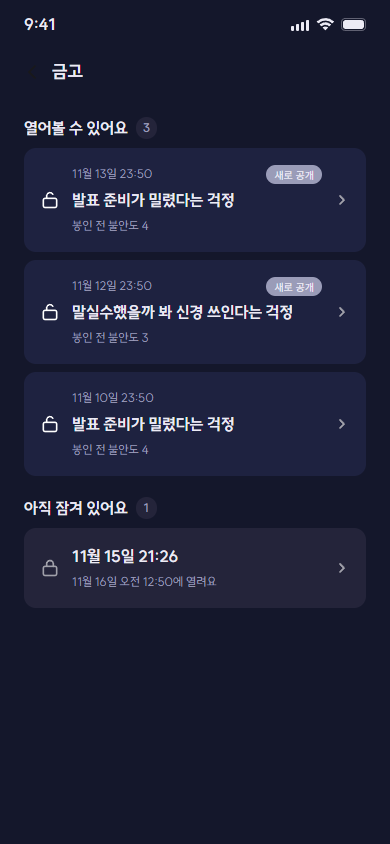 9:41
금고
열어볼 수 있어요 3
11월 13일 23:50
새로 공개
발표 준비가 밀렸다는 걱정
봉인 전 불안도 4
11월 12일 23:50
새로 공개
말실수했을까 봐 신경 쓰인다는 걱정
봉인 전 불안도 3
11월 10일 23:50
발표 준비가 밀렸다는 걱정
봉인 전 불안도 4
아직 잠겨 있어요 1
11월 15일 21:26
11월 16일 오전 12:50에 열려요